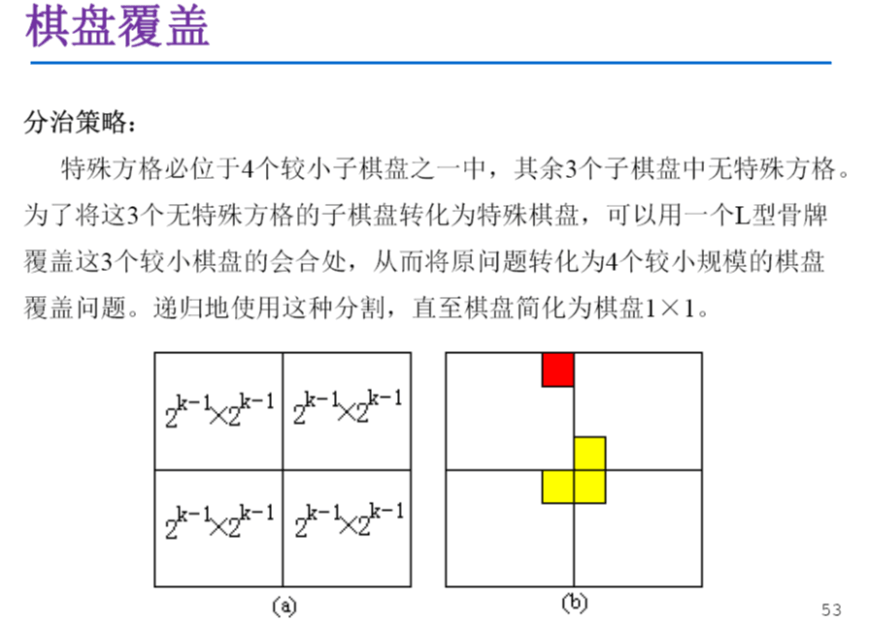 棋盘覆盖
分治策略：
特殊方格必位于4个较小子棋盘之一中，其余3个子棋盘中无特殊方格。
为了将这3个无特殊方格的子棋盘转化为特殊棋盘，可以用一个L型骨牌
覆盖这3个较小棋盘的会合处，从而将原问题转化为4个较小规模的棋盘
覆盖问题。递归地使用这种分割，直至棋盘简化为棋盘1×1。
2^k-1×2^k-1 2^k-1×2^k-1
2^k-1×2^k-1 2^k-1×2^k-1
(a) (b)
53